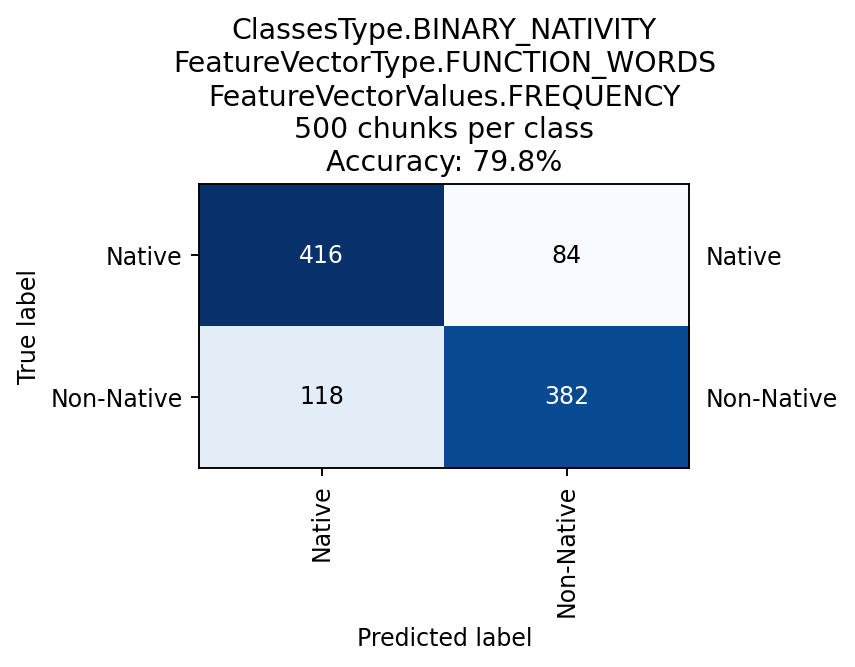 ClassesType.BINARY_NATIVITY
FeatureVectorType.FUNCTION_WORDS
FeatureVectorValues.FREQUENCY
500 chunks per class
Accuracy: 79.8%
True label
Native
416
84
Native
Non-Native
118
382
Non-Native
Native
Non-Native
Predicted label